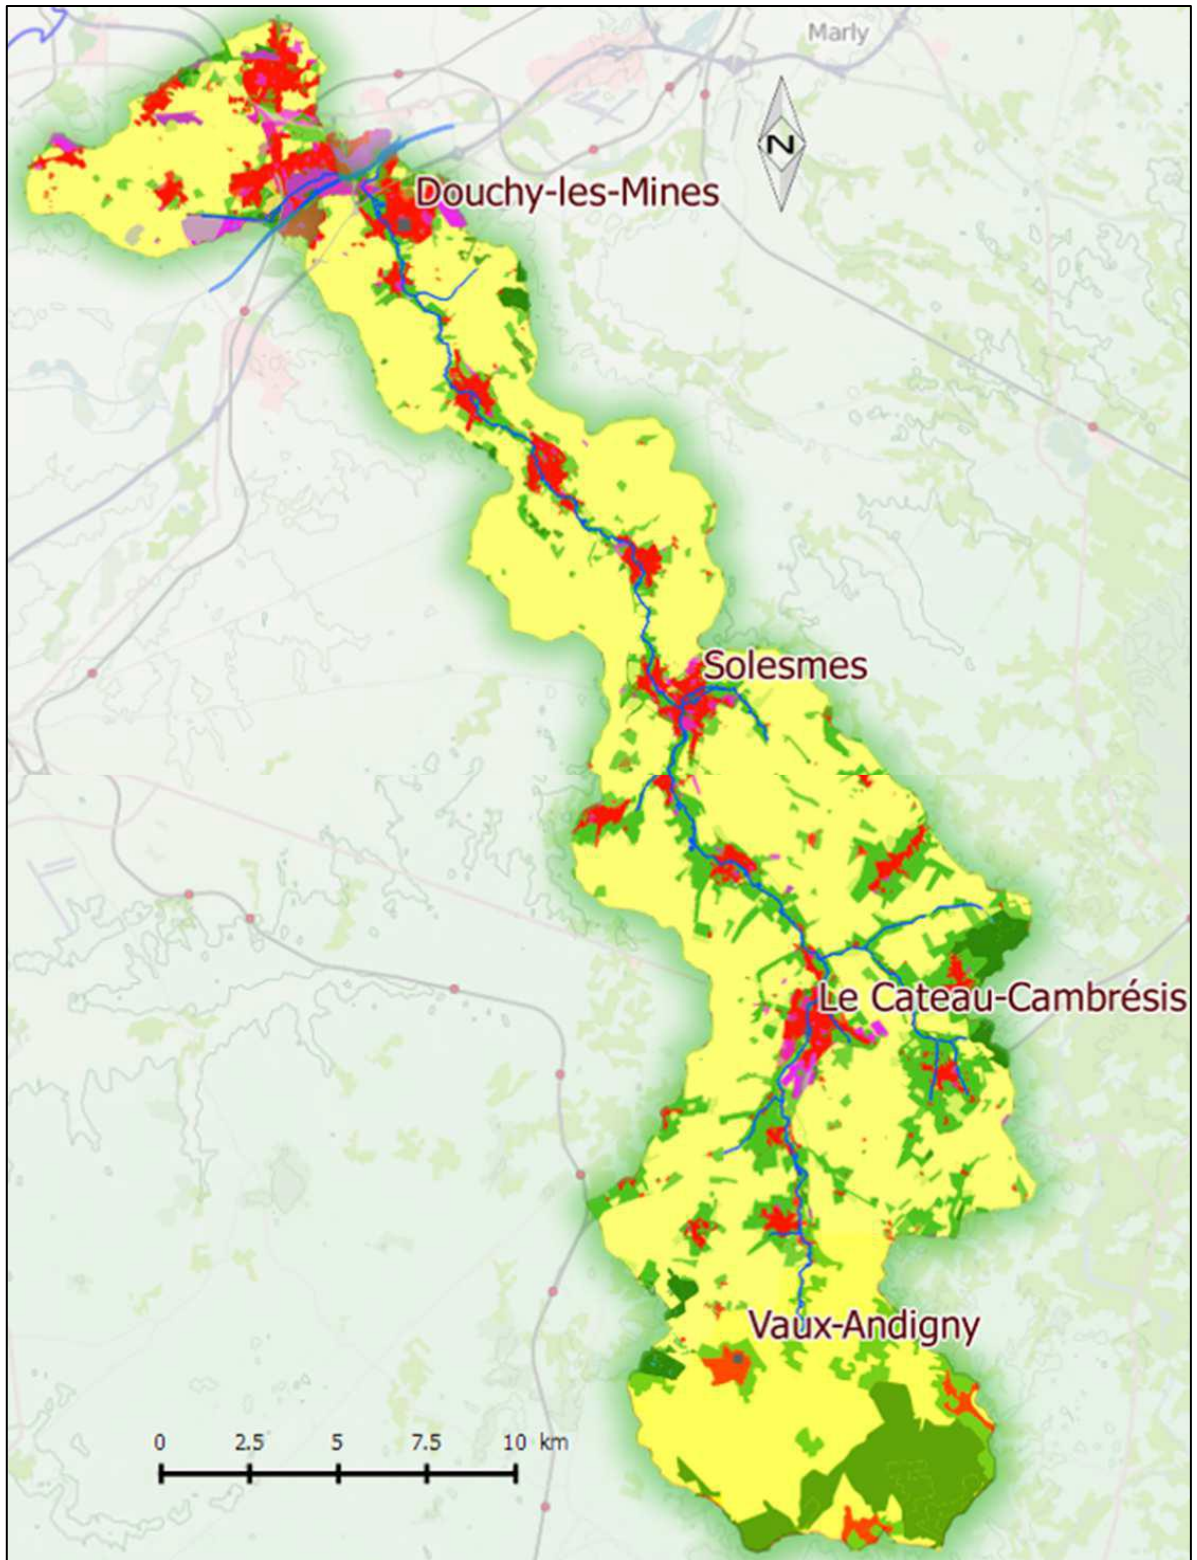 Marly
N
Douchy-les-Mines
Solesmes
Le Cateau-Cambrésis
Vaux-Andigny
0 2.5 5 7.5 10 km